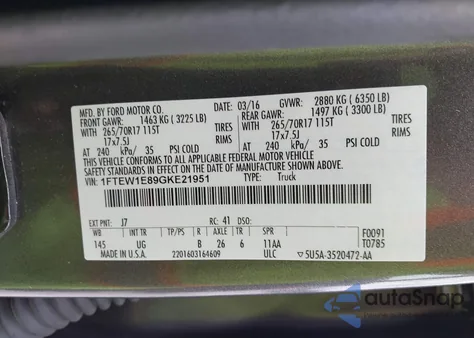 MFD. BY FORD MOTOR CO.
03/16 GVWR: 2880 KG ( 6350 LB)
FRONT GAWR: 1463 KG ( 3225 LB)
REAR GAWR: 1497 KG ( 3300 LB)
265/70R17 115T TIRES
265/70R17 115T TIRES
17x7.5J RIMS
17x7.5J RIMS
AT 240 kPa/ 35 PSI COLD
AT 240 kPa/ 35 PSI COLD
THIS VEHICLE CONFORMS TO ALL APPLICABLE FEDERAL MOTOR VEHICLE
SAFETY AND THEFT PREVENTION STANDARDS IN EFFECT ON THE DATE OF
MANUFACTURE SHOWN ABOVE.
VIN: 1FTEW1E89GKE21951
TYPE: Truck
EXT PNT: J7 RC: 41 DSO:
WB INT TR TP/PS R AXLE TR SPR
F0091
145 UG B 26 6 11AA
T0785
MADE IN U.S.A. 2201603164609 ULC 5U5A-3520472-AA
autoSnap